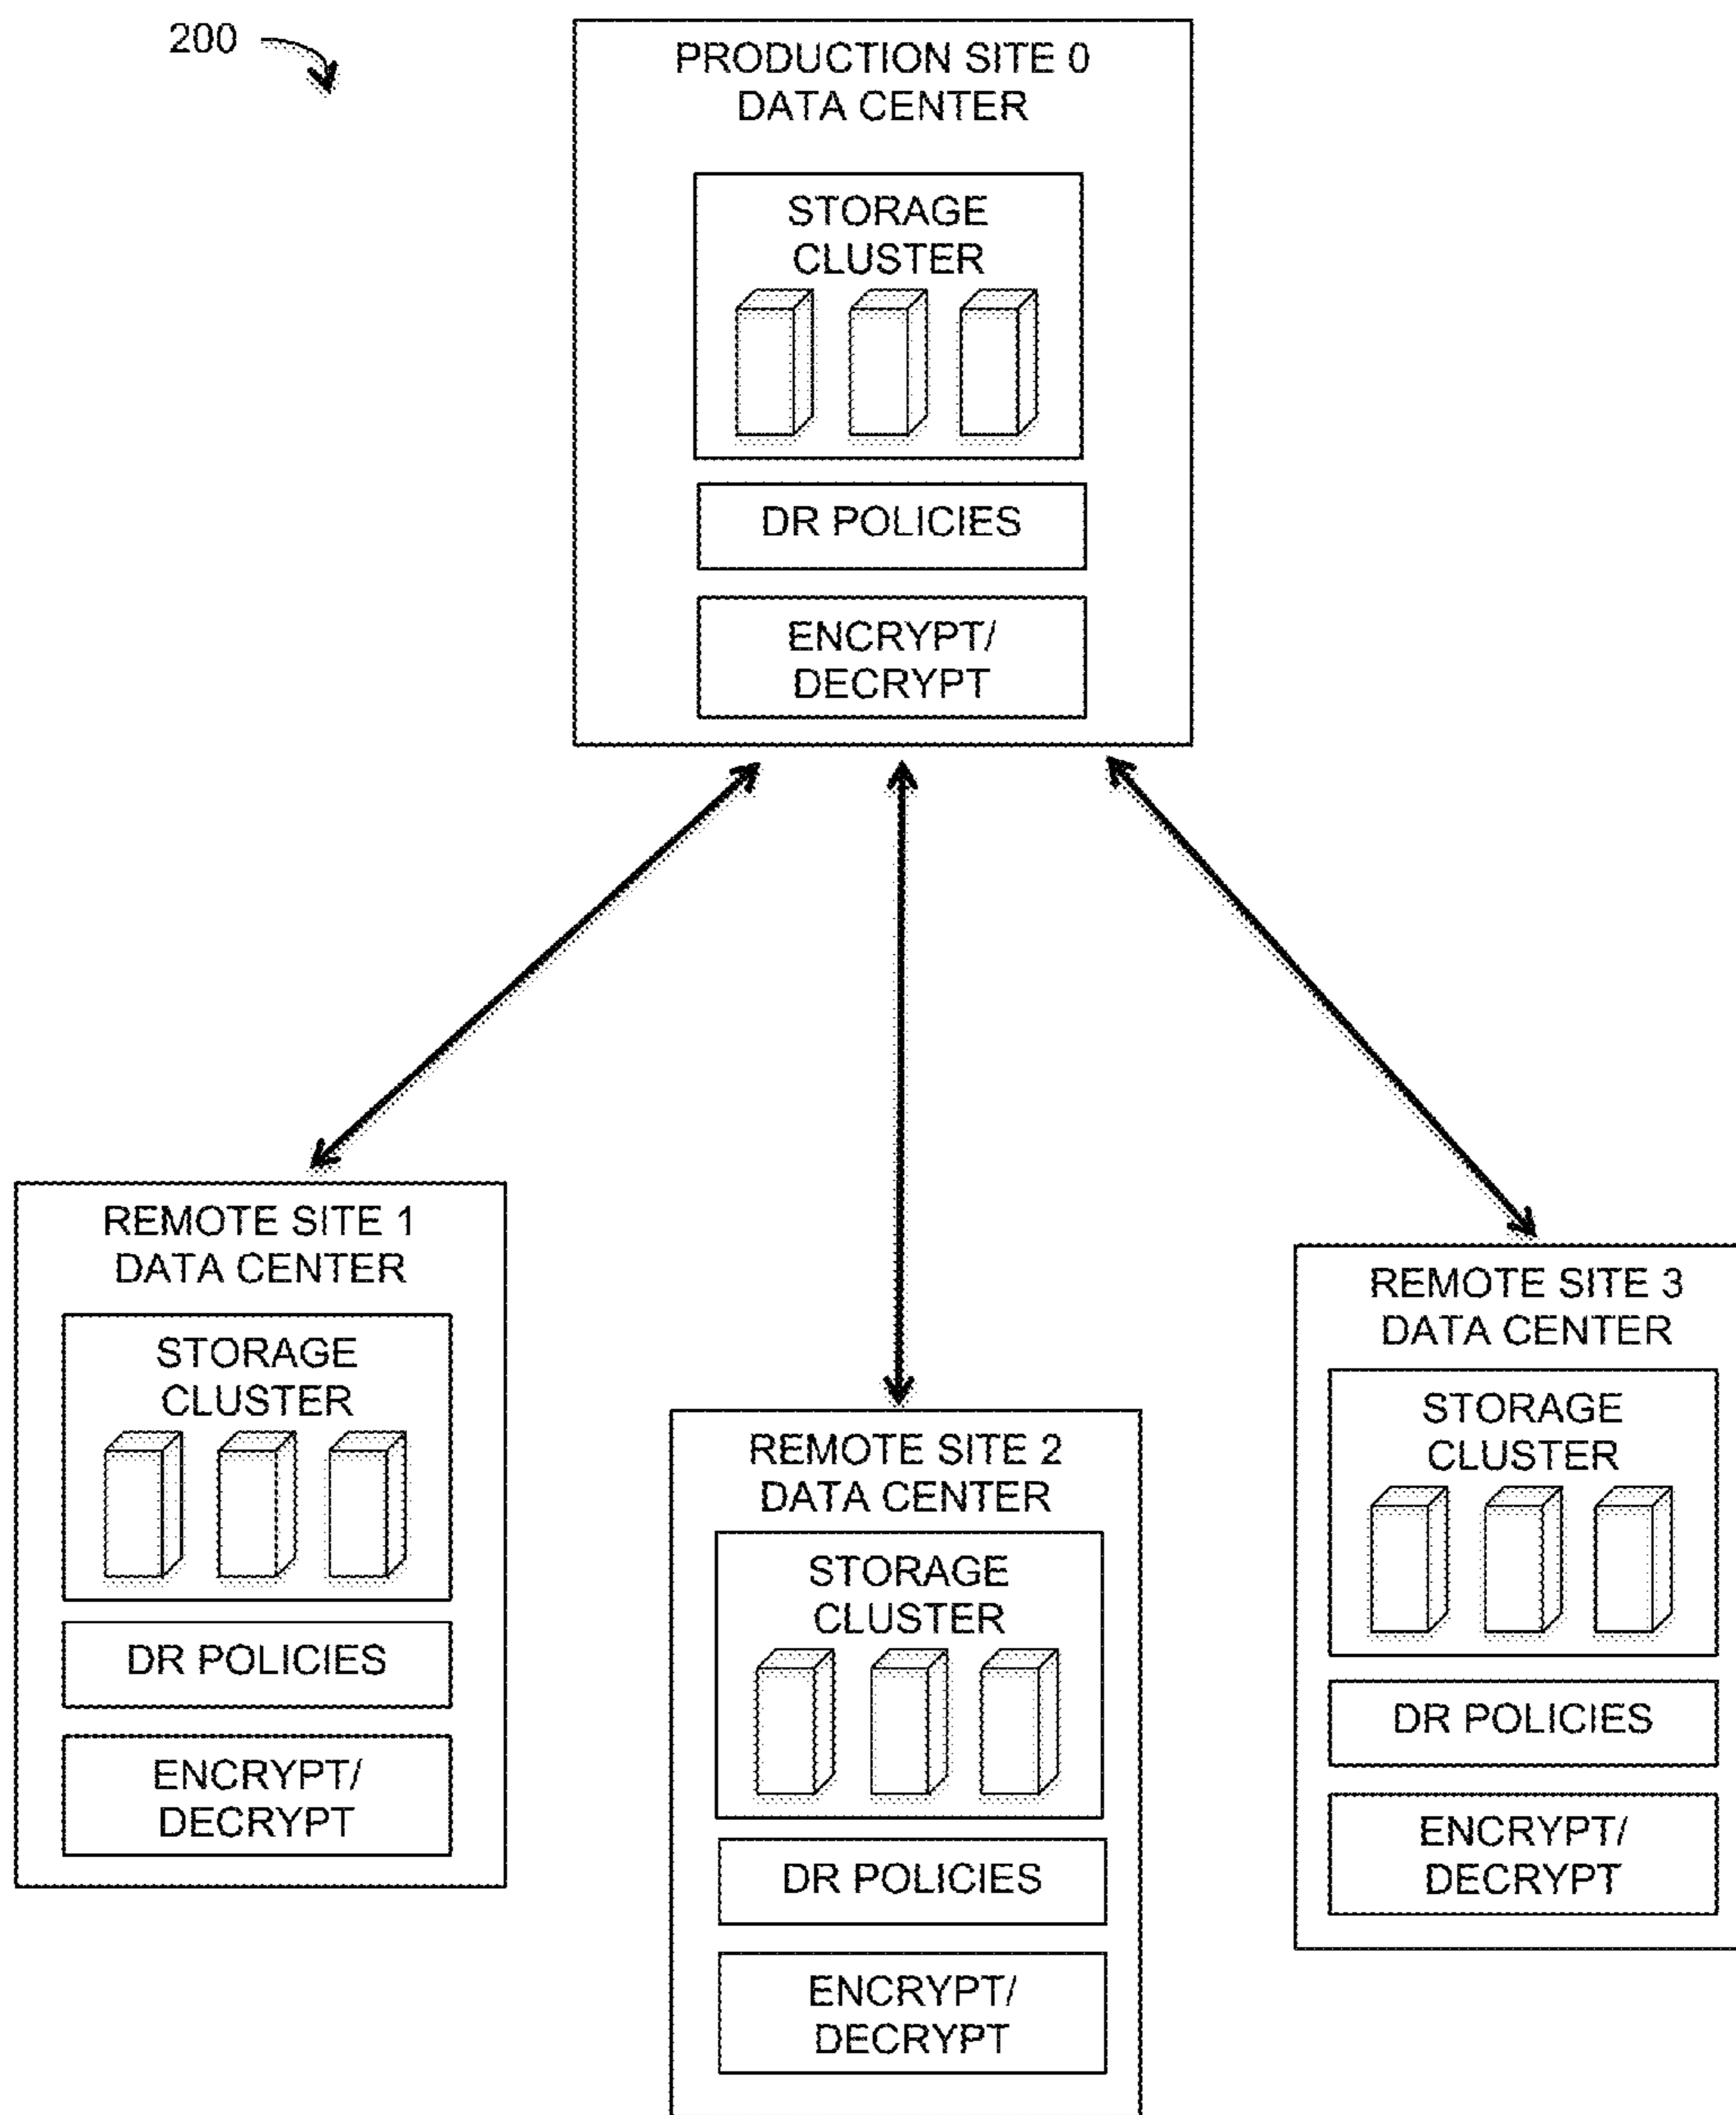 200
PRODUCTION SITE 0
DATA CENTER
STORAGE
CLUSTER
DR POLICIES
ENCRYPT/
DECRYPT
REMOTE SITE 1
DATA CENTER
STORAGE
CLUSTER
DR POLICIES
ENCRYPT/
DECRYPT
REMOTE SITE 2
DATA CENTER
STORAGE
CLUSTER
DR POLICIES
ENCRYPT/
DECRYPT
REMOTE SITE 3
DATA CENTER
STORAGE
CLUSTER
DR POLICIES
ENCRYPT/
DECRYPT